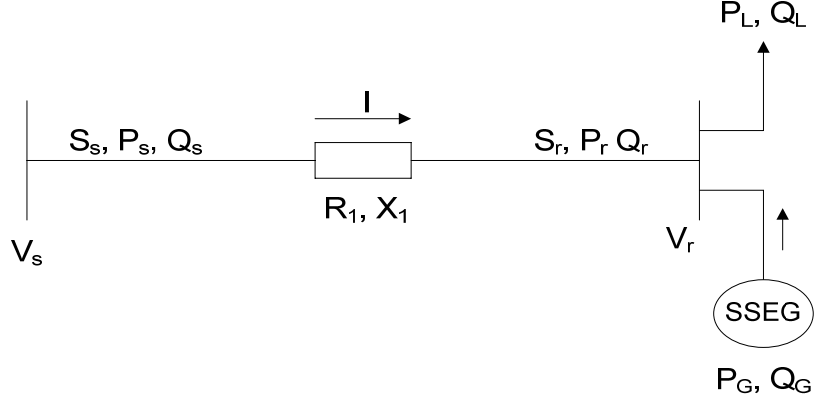 P_L, Q_L
I
S_s, P_s, Q_s
S_r, P_r Q_r
R_1, X_1
V_s
V_r
SSEG
P_G, Q_G